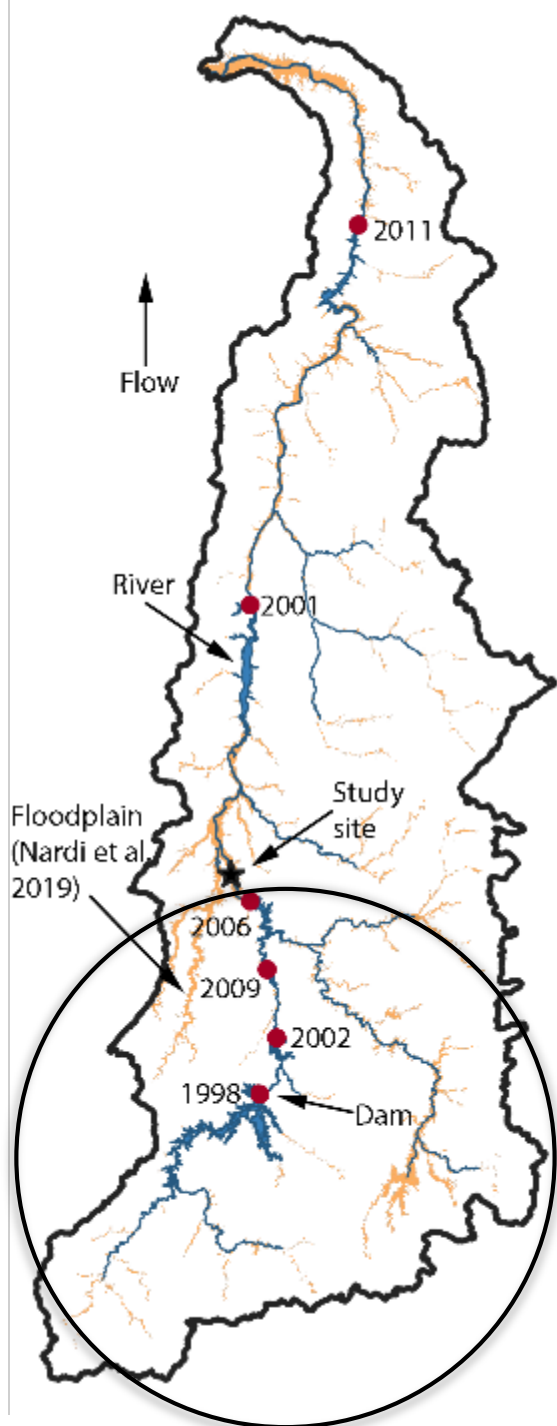 2011
Flow
River
2001
Study
site
Floodplain
(Nardi et al
2019)
2006
2009
2002
1998
Dam